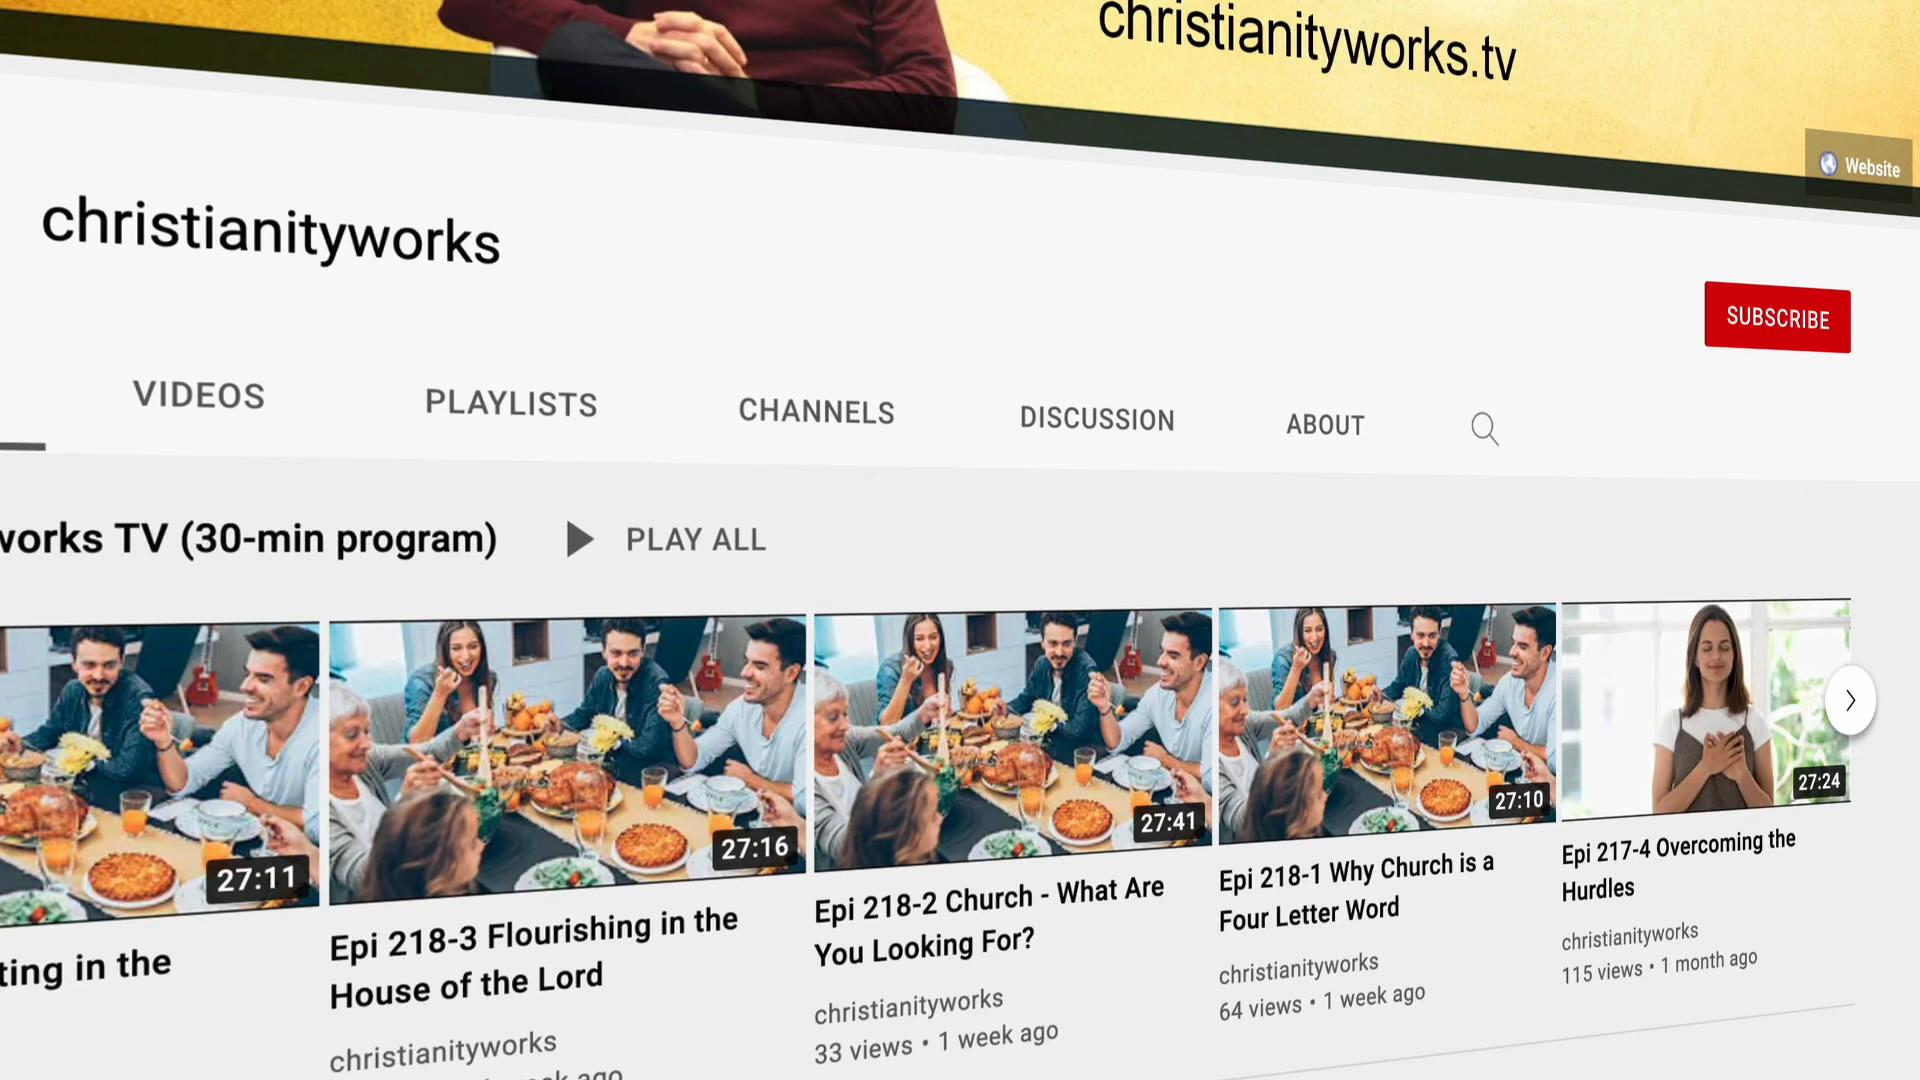 christianityworks.tv
Website
christianityworks
SUBSCRIBE
VIDEOS PLAYLISTS CHANNELS DISCUSSION ABOUT
works TV (30-min program) PLAY ALL
27:11
27:16
27:41
27:10
27:24
ting in the
Epi 218-3 Flourishing in the
House of the Lord
christianityworks
ago
Epi 218-2 Church - What Are
You Looking For?
christianityworks
33 views • 1 week ago
Epi 218-1 Why Church is a
Four Letter Word
christianityworks
64 views • 1 week ago
Epi 217-4 Overcoming the
Hurdles
christianityworks
115 views • 1 month ago